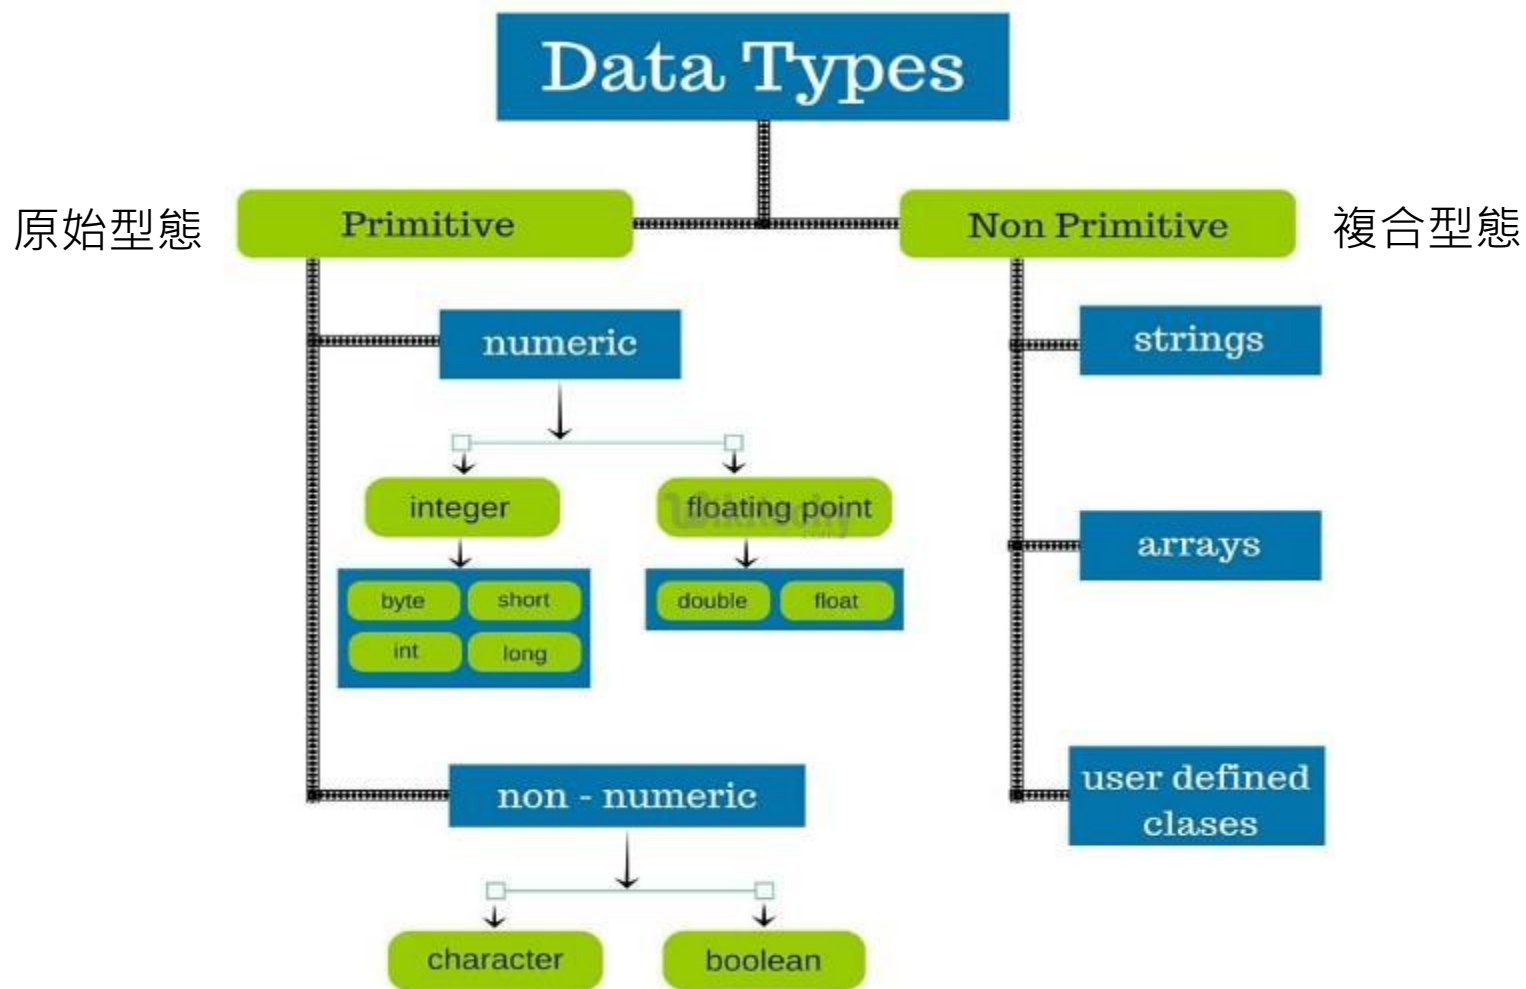 Data Types
原始型態
Primitive
Non Primitive
複合型態
numeric
strings
integer
floating point
arrays
byte
short
double
float
int
long
non - numeric
user defined
clases
character
boolean